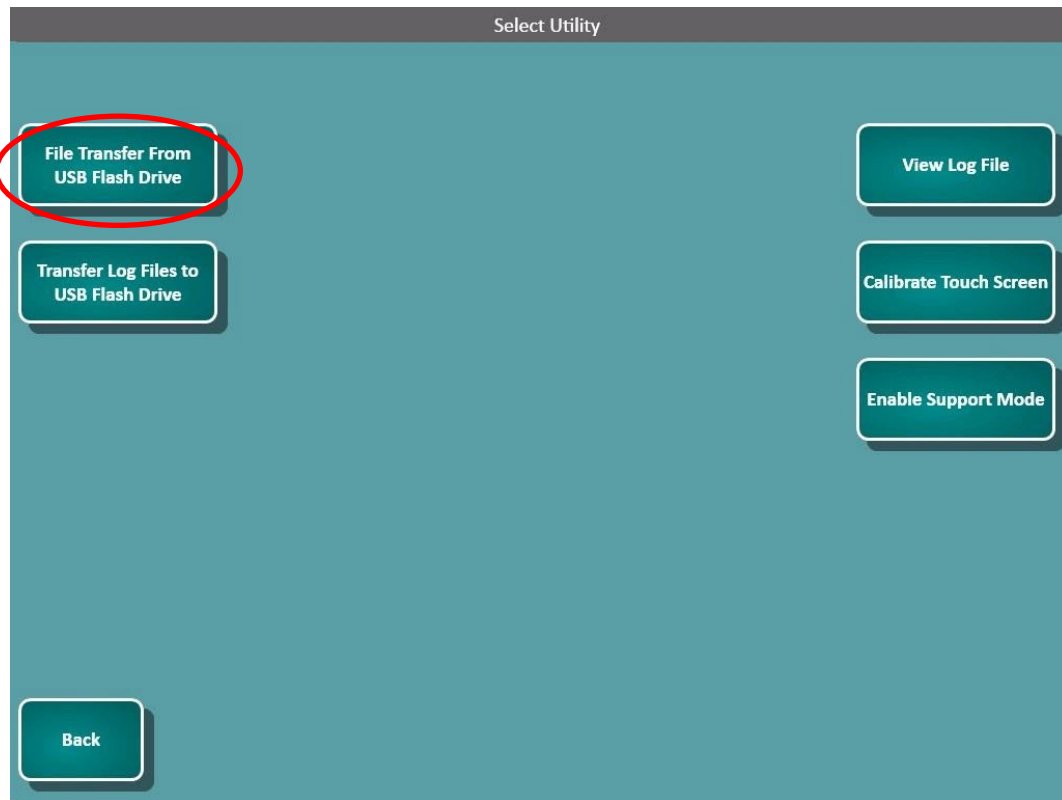 Select Utility
File Transfer From
USB Flash Drive
View Log File
Transfer Log Files to
USB Flash Drive
Calibrate Touch Screen
Enable Support Mode
Back